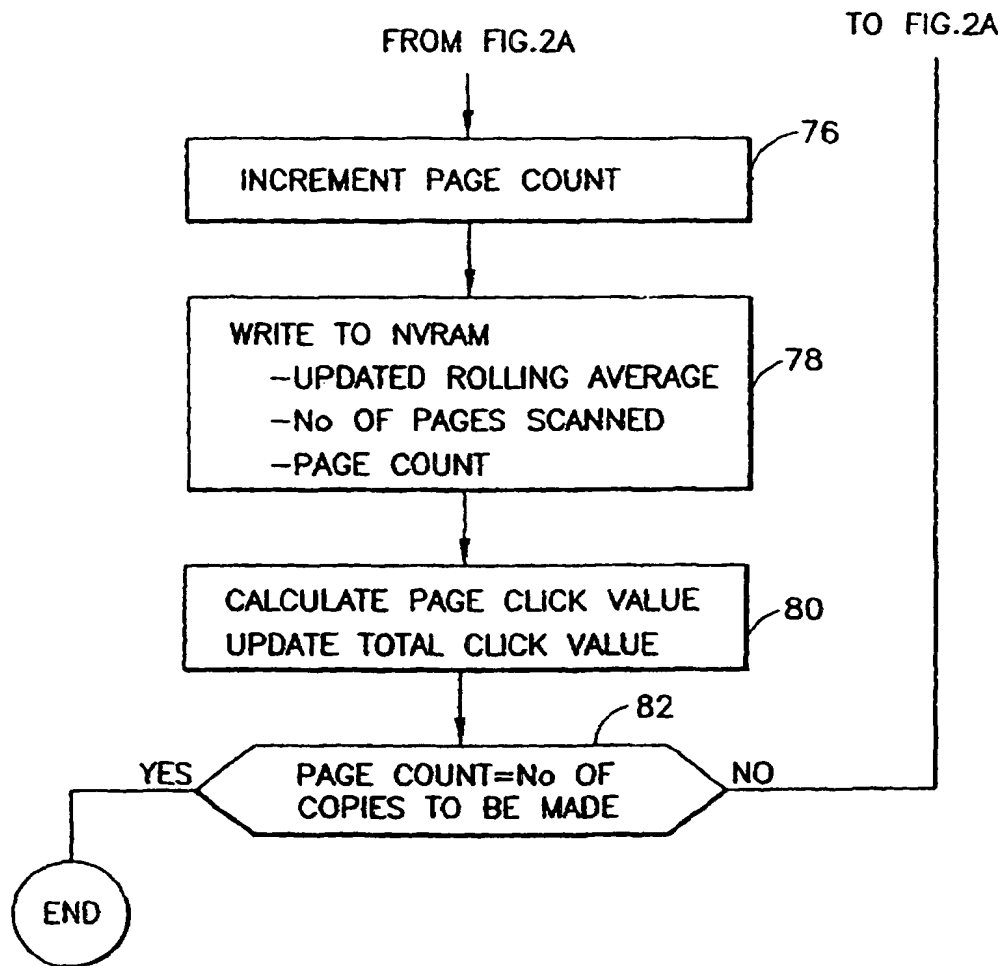 FROM FIG.2A
TO FIG.2A
76
INCREMENT PAGE COUNT
WRITE TO NVRAM
-UPDATED ROLLING AVERAGE
-No OF PAGES SCANNED
-PAGE COUNT
78
CALCULATE PAGE CLICK VALUE
UPDATE TOTAL CLICK VALUE
80
82
YES
PAGE COUNT=No OF
COPIES TO BE MADE
NO
END